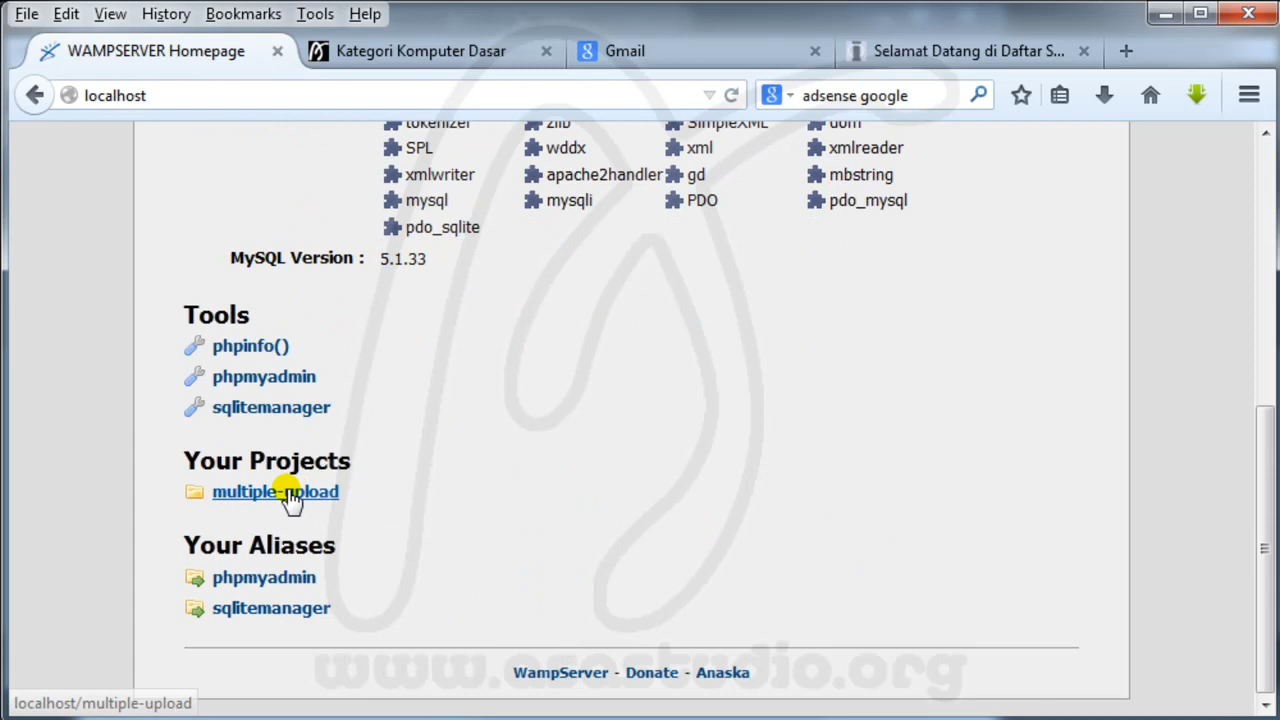 File Edit View History Bookmarks Tools Help
WAMPSERVER Homepage Kategori Komputer Dasar Gmail Selamat Datang di Daftar S...
localhost adsense google
tokenizer zlib SimpleXML dom
SPL wddx xml xmlreader
xmlwriter apache2handler gd mbstring
mysql mysqli PDO pdo_mysql
pdo_sqlite
MySQL Version : 5.1.33
Tools
phpinfo()
phpmyadmin
sqlitemanager
Your Projects
multiple-upload
Your Aliases
phpmyadmin
sqlitemanager
WampServer - Donate - Anaska
localhost/multiple-upload